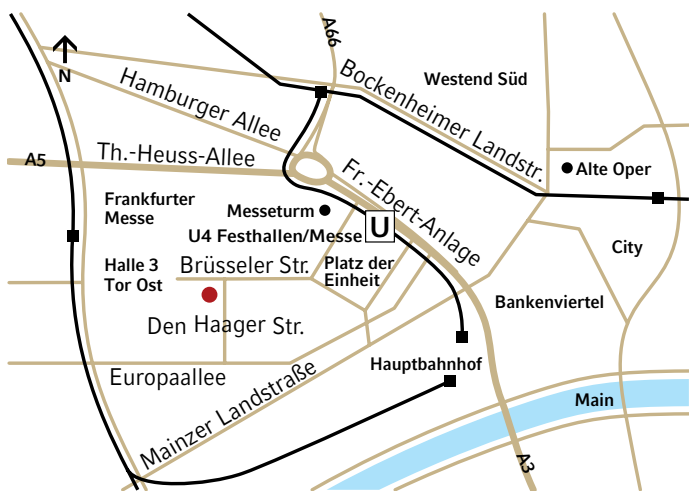 A66
N
Westend Süd
Hamburger Allee
Bockenheimer Landstr.
Th.-Heuss-Allee
A5
Alte Oper
Fr.-Ebert-Anlage
Frankfurter
Messe
Messeturm
U
U4 Festhallen/Messe
City
Halle 3
Tor Ost
Brüsseler Str.
Platz der
Einheit
Bankenviertel
Den Haager Str.
Hauptbahnhof
Europaallee
Mainzer Landstraße
Main
A3